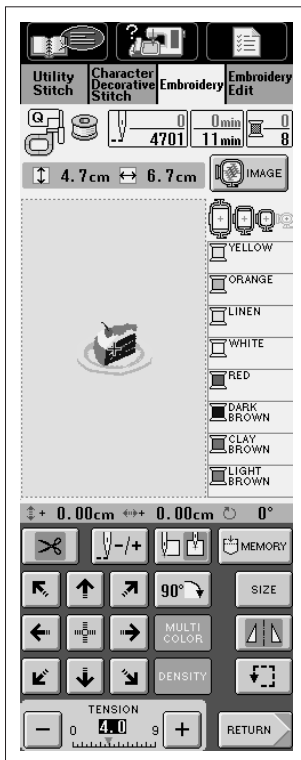 Utility Stitch
Character Decorative Stitch
Embroidery
Embroidery Edit
Q
0
4701
0min
11min
0
8
4.7cm 6.7cm
IMAGE
YELLOW
ORANGE
LINEN
WHITE
RED
DARK BROWN
CLAY BROWN
LIGHT BROWN
+ 0.00cm + 0.00cm 0°
-/+
MEMORY
90°
SIZE
MULTI COLOR
DENSITY
TENSION
- 0 4.0 9 +
RETURN